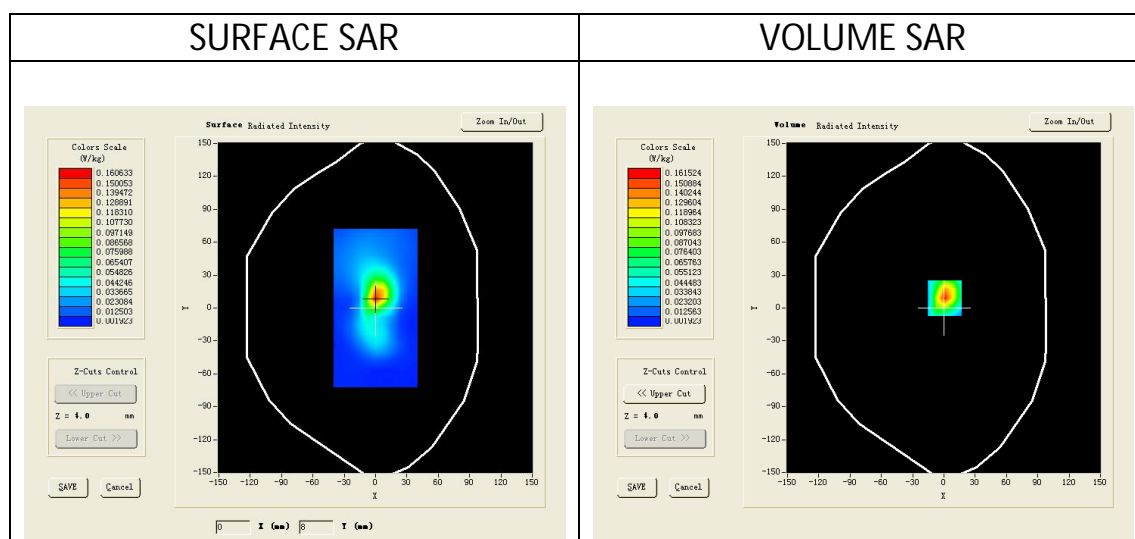 SURFACE SAR
VOLUME SAR
Surface Radiated Intensity
Zoom In/Out
Colors Scale
(W/kg)
0.160633
0.150053
0.139472
0.128891
0.118310
0.107730
0.097149
0.086568
0.075988
0.065407
0.054826
0.044246
0.033665
0.023084
0.012503
0.001923
150
120
90
60
30
0
-30
-60
-90
-120
-150
Y
-150 -120 -90 -60 -30 0 30 60 90 120 150
X
Z-Cuts Control
<< Upper Cut
Z = 4.0 mm
Lower Cut >>
SAVE
Cancel
0 X (mm) 8 Y (mm)
Volume Radiated Intensity
Zoom In/Out
Colors Scale
(W/kg)
0.161524
0.150884
0.140244
0.129604
0.118964
0.108323
0.097683
0.087043
0.076403
0.065763
0.055123
0.044483
0.033843
0.023203
0.012563
0.001923
150
120
90
60
30
0
-30
-60
-90
-120
-150
Y
-150 -120 -90 -60 -30 0 30 60 90 120 150
X
Z-Cuts Control
<< Upper Cut
Z = 4.0 mm
Lower Cut >>
SAVE
Cancel